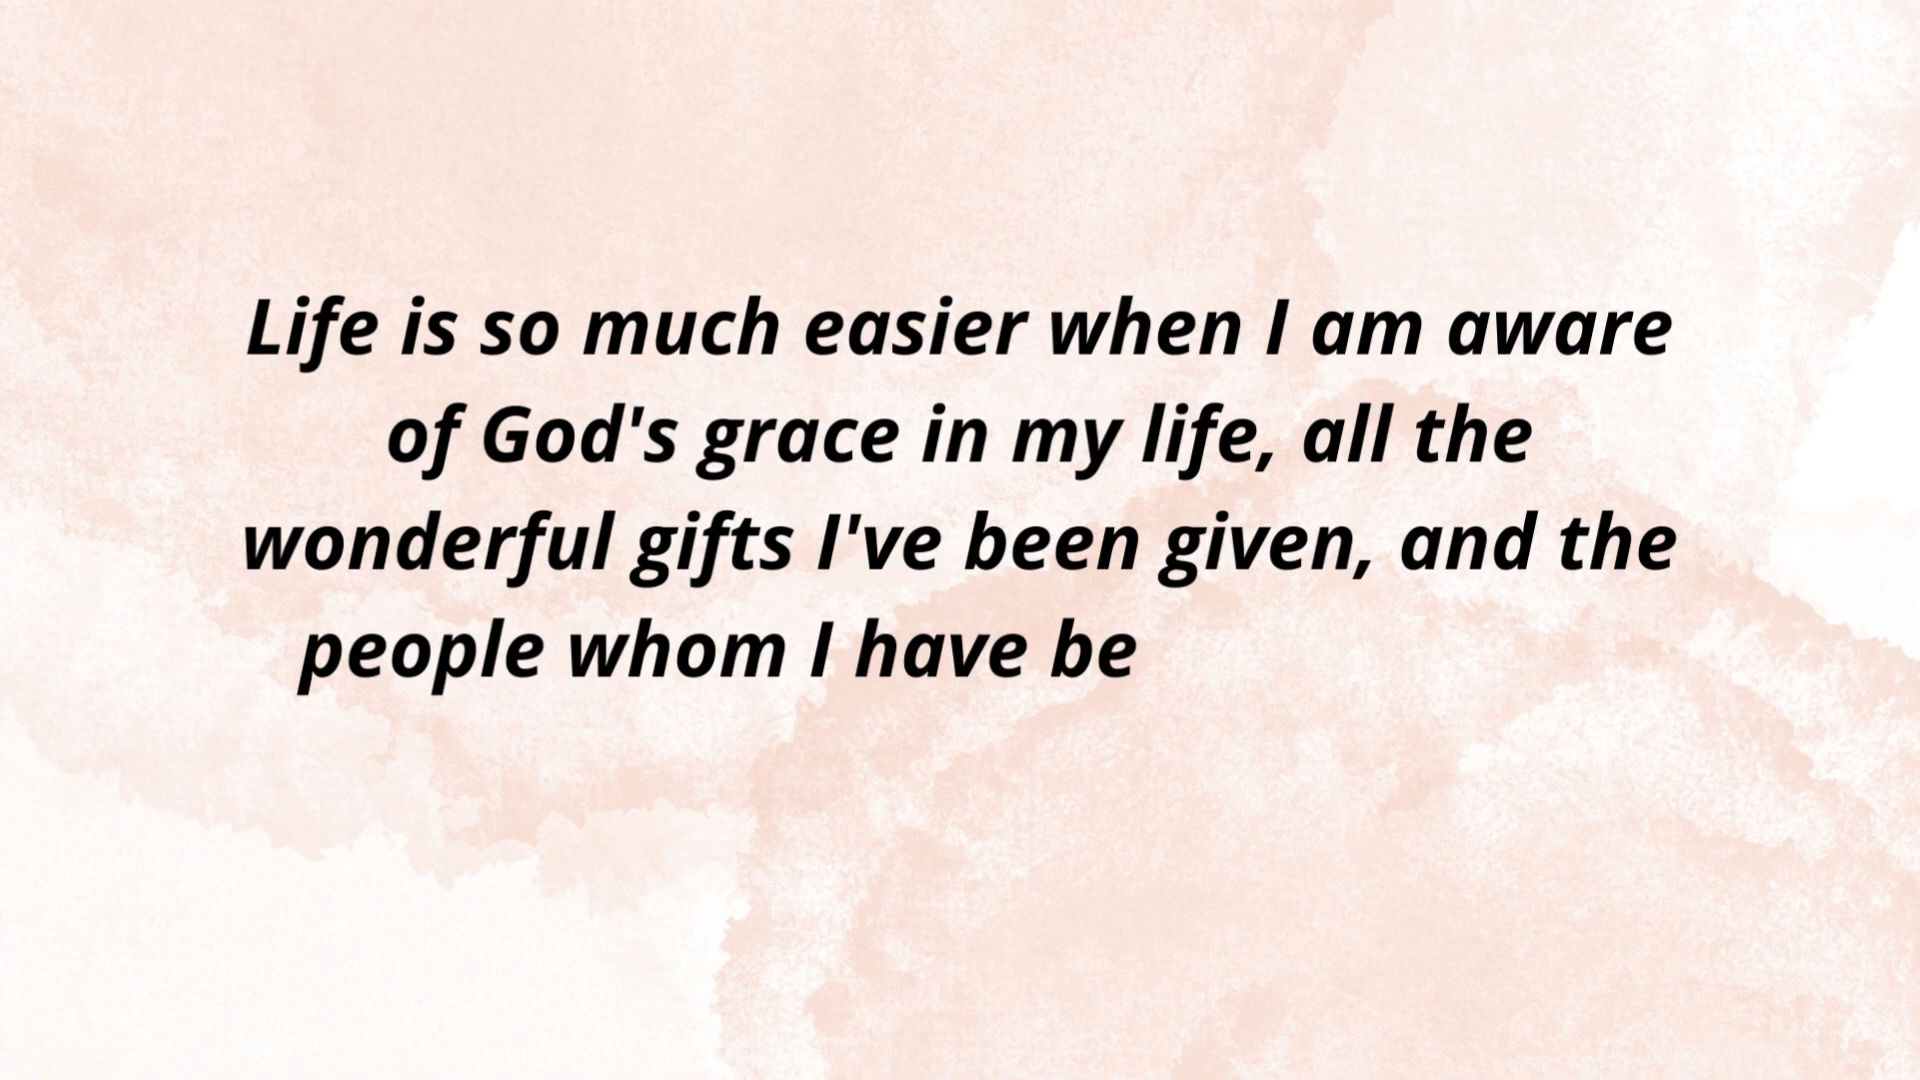 Life is so much easier when I am aware
of God's grace in my life, all the
wonderful gifts I've been given, and the
people whom I have be